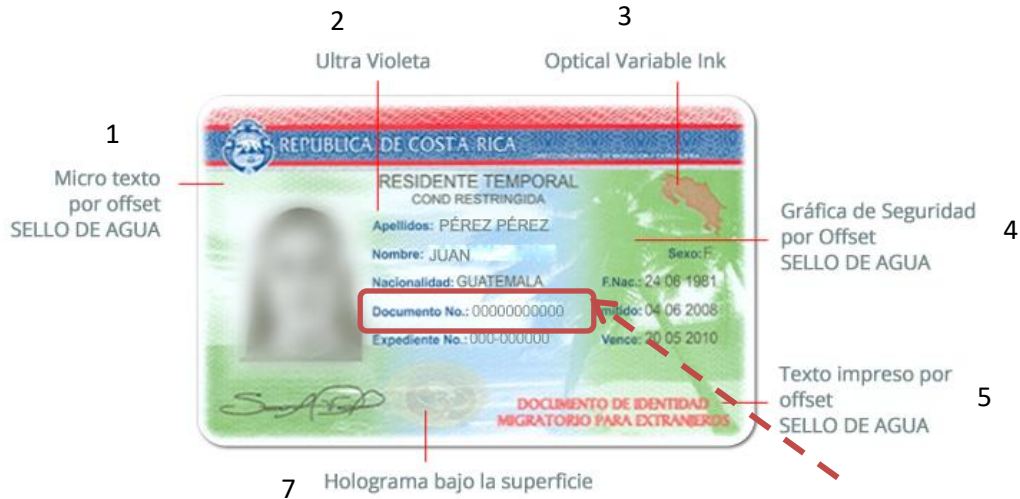 2
3
Ultra Violeta
Optical Variable Ink
1
REPÚBLICA DE COSTA RICA
Micro texto
por offset
SELLO DE AGUA
RESIDENTE TEMPORAL
COND RESTRINGIDA
Apellidos: PÉREZ PÉREZ
Nombre: JUAN
Sexo: F
Nacionalidad: GUATEMALA
F.Nac.: 24 06 1981
Documento No.: 00000000000
04 06 2008
Expediente No.: 000-000000
Vence: 20 05 2010
Gráfica de Seguridad
por Offset
SELLO DE AGUA
4
DOCUMENTO DE IDENTIDAD
MIGRATORIO PARA EXTRANJEROS
Texto impreso por
offset
SELLO DE AGUA
5
7
Holograma bajo la superficie